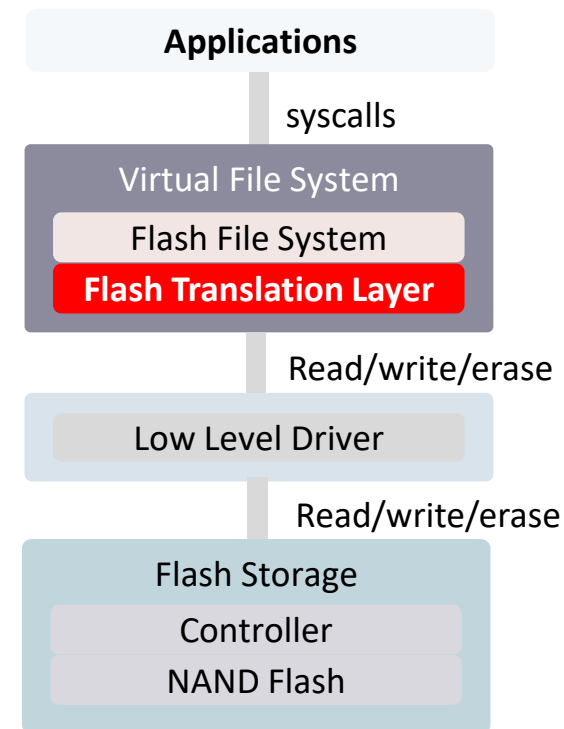 Applications
syscalls
Virtual File System
Flash File System
Flash Translation Layer
Read/write/erase
Low Level Driver
Read/write/erase
Flash Storage
Controller
NAND Flash